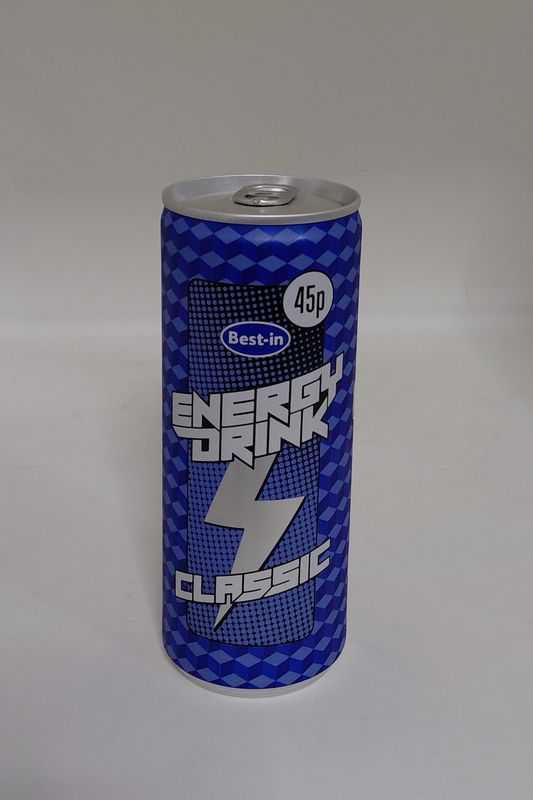 45p
Best-in
ENERGY
DRINK
CLASSIC